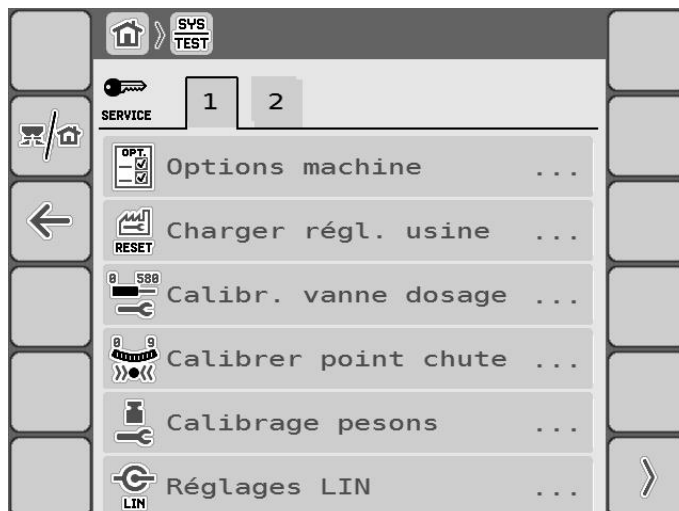 SYS
TEST
SERVICE
1 2
OPT.
Options machine ...
RESET
Charger régl. usine ...
0 580
Calibr. vanne dosage ...
0 9
Calibrer point chute ...
Calibrage pesons ...
LIN
Réglages LIN ...